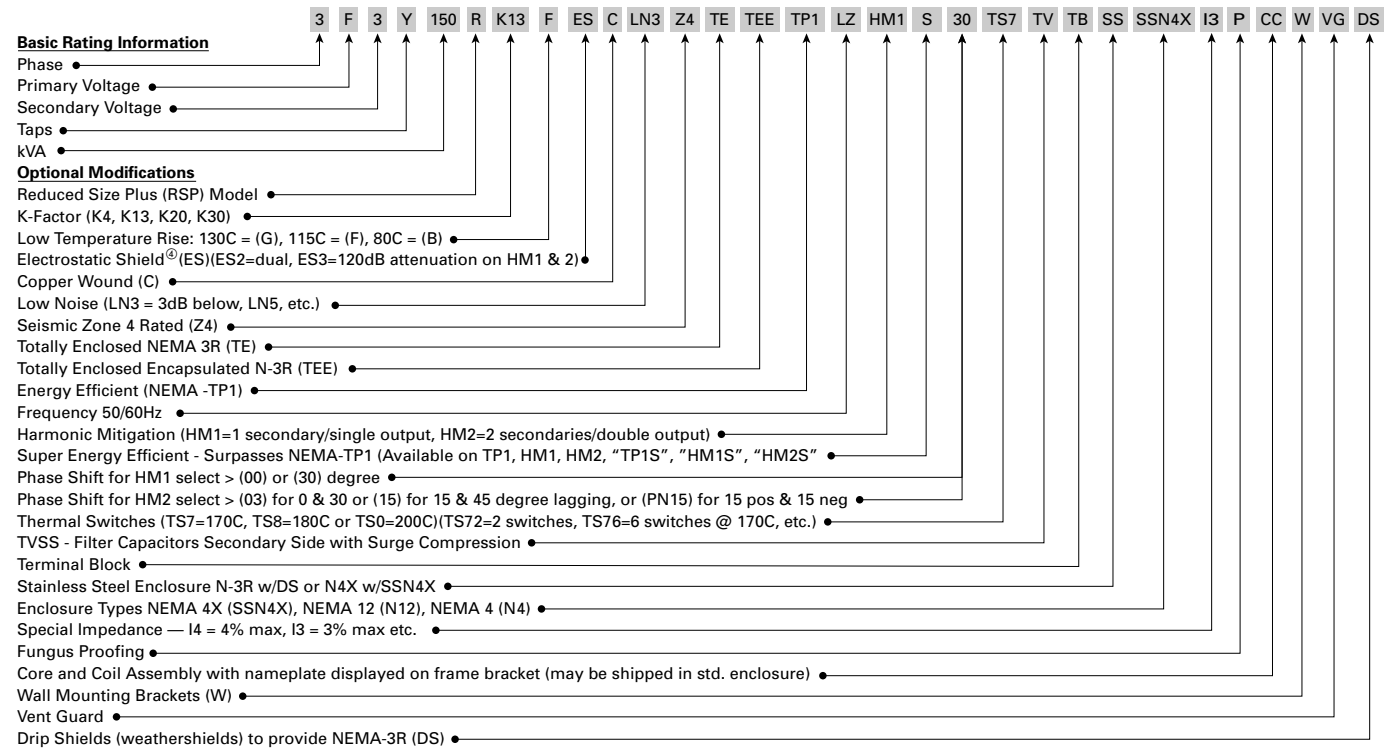 3 F 3 Y 150 R K13 F ES C LN3 Z4 TE TEE TP1 LZ HM1 S 30 TS7 TV TB SS SSN4X I3 P CC W VG DS
Basic Rating Information
Phase
Primary Voltage
Secondary Voltage
Taps
kVA
Optional Modifications
Reduced Size Plus (RSP) Model
K-Factor (K4, K13, K20, K30)
Low Temperature Rise: 130C = (G), 115C = (F), 80C = (B)
Electrostatic Shield④(ES)(ES2=dual, ES3=120dB attenuation on HM1 & 2)
Copper Wound (C)
Low Noise (LN3 = 3dB below, LN5, etc.)
Seismic Zone 4 Rated (Z4)
Totally Enclosed NEMA 3R (TE)
Totally Enclosed Encapsulated N-3R (TEE)
Energy Efficient (NEMA -TP1)
Frequency 50/60Hz
Harmonic Mitigation (HM1=1 secondary/single output, HM2=2 secondaries/double output)
Super Energy Efficient - Surpasses NEMA-TP1 (Available on TP1, HM1, HM2, “TP1S”, ”HM1S”, “HM2S”
Phase Shift for HM1 select > (00) or (30) degree
Phase Shift for HM2 select > (03) for 0 & 30 or (15) for 15 & 45 degree lagging, or (PN15) for 15 pos & 15 neg
Thermal Switches (TS7=170C, TS8=180C or TS0=200C)(TS72=2 switches, TS76=6 switches @ 170C, etc.)
TVSS - Filter Capacitors Secondary Side with Surge Compression
Terminal Block
Stainless Steel Enclosure N-3R w/DS or N4X w/SSN4X
Enclosure Types NEMA 4X (SSN4X), NEMA 12 (N12), NEMA 4 (N4)
Special Impedance — I4 = 4% max, I3 = 3% max etc.
Fungus Proofing
Core and Coil Assembly with nameplate displayed on frame bracket (may be shipped in std. enclosure)
Wall Mounting Brackets (W)
Vent Guard
Drip Shields (weathershields) to provide NEMA-3R (DS)